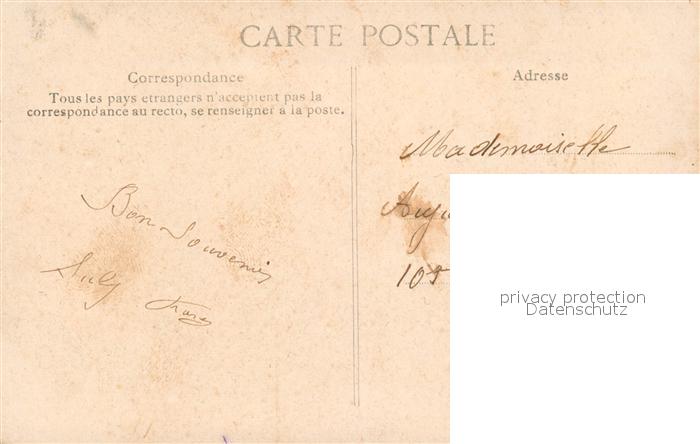 CARTE POSTALE
Correspondance
Tous les pays etrangers n'acceptent pas la
correspondance au recto, se renseigner à la poste.
Bon Souvenir
Adresse
Mademoiselle
105
privacy protection
Datenschutz